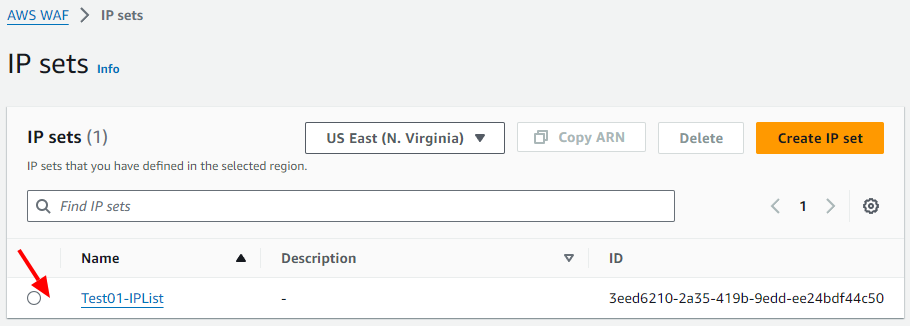 AWS WAF > IP sets
IP sets Info
IP sets (1)
US East (N. Virginia)
Copy ARN
Delete
Create IP set
IP sets that you have defined in the selected region.
Find IP sets
1
Name Description ID
Test01-IPList - 3eed6210-2a35-419b-9edd-ee24bdf44c50